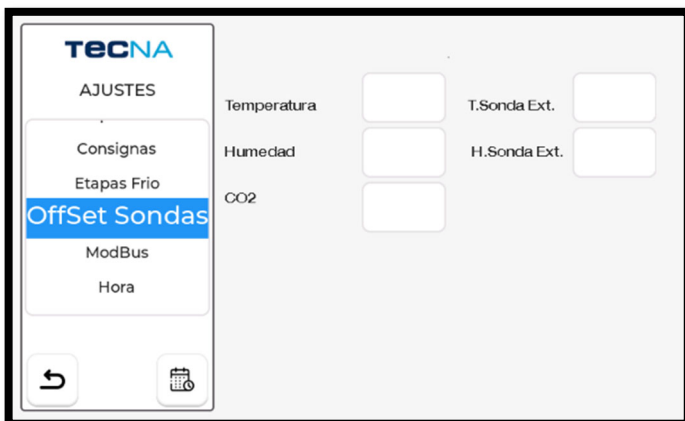 TECNA
AJUSTES
Consignas
Etapas Frio
OffSet Sondas
ModBus
Hora
Temperatura
T.Sonda Ext.
Humedad
H.Sonda Ext.
CO2